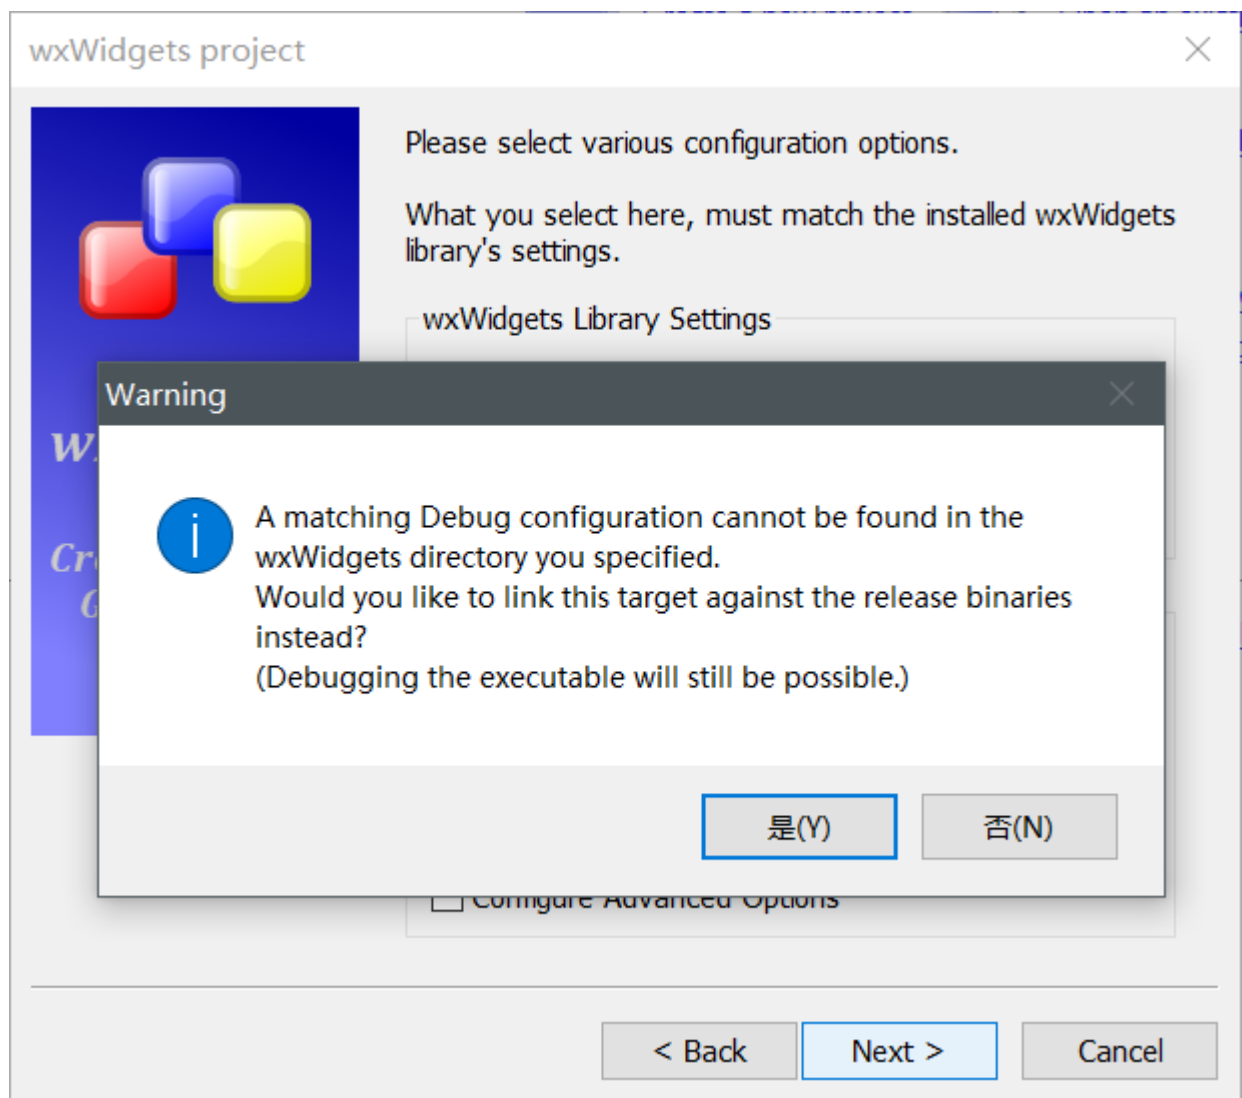 wxWidgets project
Please select various configuration options.
What you select here, must match the installed wxWidgets
library's settings.
wxWidgets Library Settings
Warning
A matching Debug configuration cannot be found in the
wxWidgets directory you specified.
Would you like to link this target against the release binaries
instead?
(Debugging the executable will still be possible.)
是(Y)
否(N)
Configure Advanced Options
< Back
Next >
Cancel